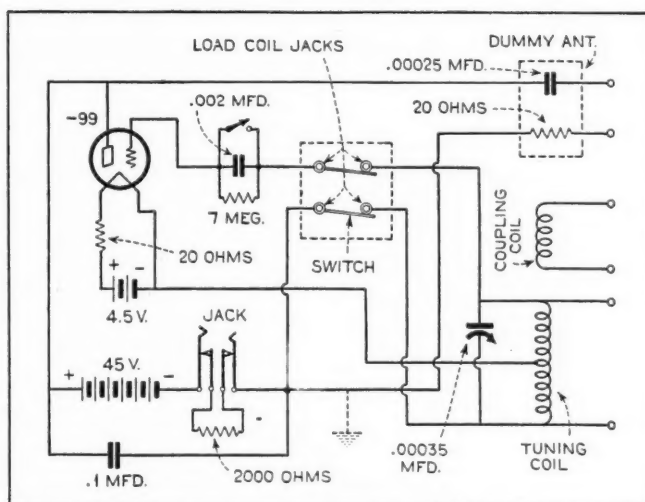 LOAD COIL JACKS
DUMMY ANT.
.00025 MFD.
-99
.002 MFD.
20 OHMS
7 MEG.
20 OHMS
SWITCH
COUPLING
COIL
+ -
4.5 V.
JACK
45 V.
+ -
-
.1 MFD.
2000 OHMS
.00035
MFD.
TUNING
COIL